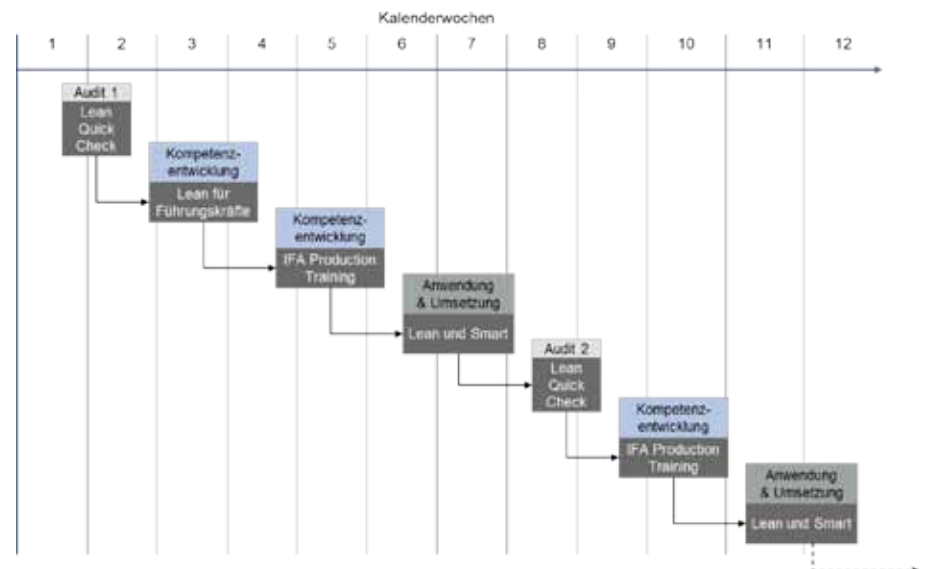 Kalenderwochen
1 2 3 4 5 6 7 8 9 10 11 12
Audit 1
Lean
Quick
Check
Kompetenz-
entwicklung
Lean für
Führungskräfte
Kompetenz-
entwicklung
IFA Production
Training
Anwendung
& Umsetzung
Lean und Smart
Audit 2
Lean
Quick
Check
Kompetenz-
entwicklung
IFA Production
Training
Anwendung
& Umsetzung
Lean und Smart